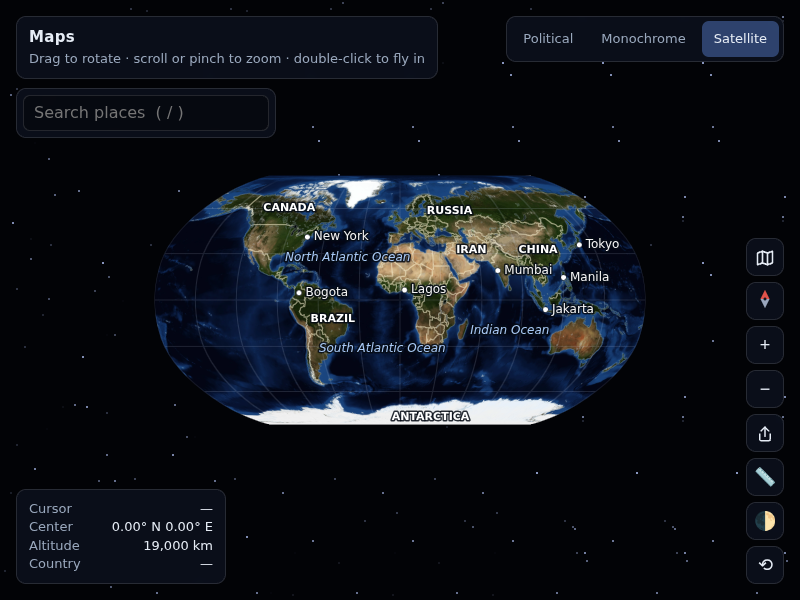 Maps
Drag to rotate · scroll or pinch to zoom · double-click to fly in
Political Monochrome Satellite
Search places ( / )
CANADA
RUSSIA
New York
Tokyo
North Atlantic Ocean
IRAN
CHINA
Mumbai
Manila
Bogota
Lagos
Jakarta
BRAZIL
Indian Ocean
South Atlantic Ocean
ANTARCTICA
+
−
Cursor —
Center 0.00° N 0.00° E
Altitude 19,000 km
Country —